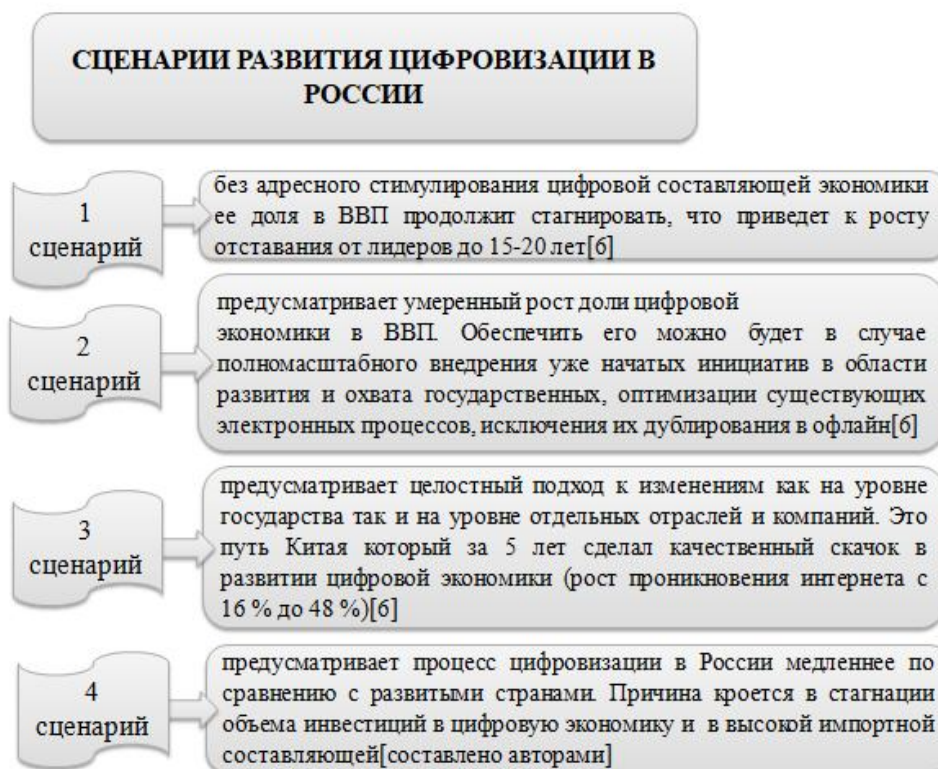 СЦЕНАРИИ РАЗВИТИЯ ЦИФРОВИЗАЦИИ В
РОССИИ
1
сценарий
без адресного стимулирования цифровой составляющей экономики
ее доля в ВВП продолжит стагнировать, что приведет к росту
отставания от лидеров до 15-20 лет[6]
2
сценарий
предусматривает умеренный рост доли цифровой
экономики в ВВП. Обеспечить его можно будет в случае
полномасштабного внедрения уже начатых инициатив в области
развития и охвата государственных, оптимизации существующих
электронных процессов, исключения их дублирования в офлайн[6]
3
сценарий
предусматривает целостный подход к изменениям как на уровне
государства так и на уровне отдельных отраслей и компаний. Это
путь Китая который за 5 лет сделал качественный скачок в
развитии цифровой экономики (рост проникновения интернета с
16 % до 48 %)[6]
4
сценарий
предусматривает процесс цифровизации в России медленнее по
сравнению с развитыми странами. Причина кроется в стагнации
объема инвестиций в цифровую экономику и в высокой импортной
составляющей[составлено авторами]